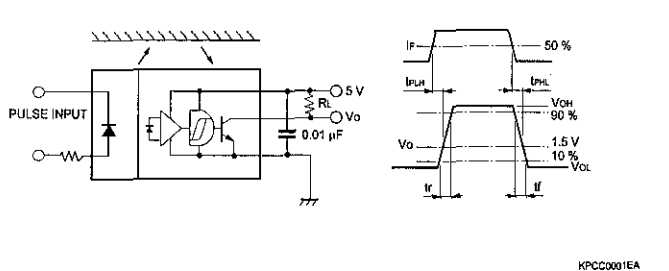 PULSE INPUT
5 V
RL
Vo
0.01 µF
IF
50 %
tPLH
tPHL
VOH
90 %
Vo
1.5 V
10 %
VOL
tr
tf
KPCC0001EA